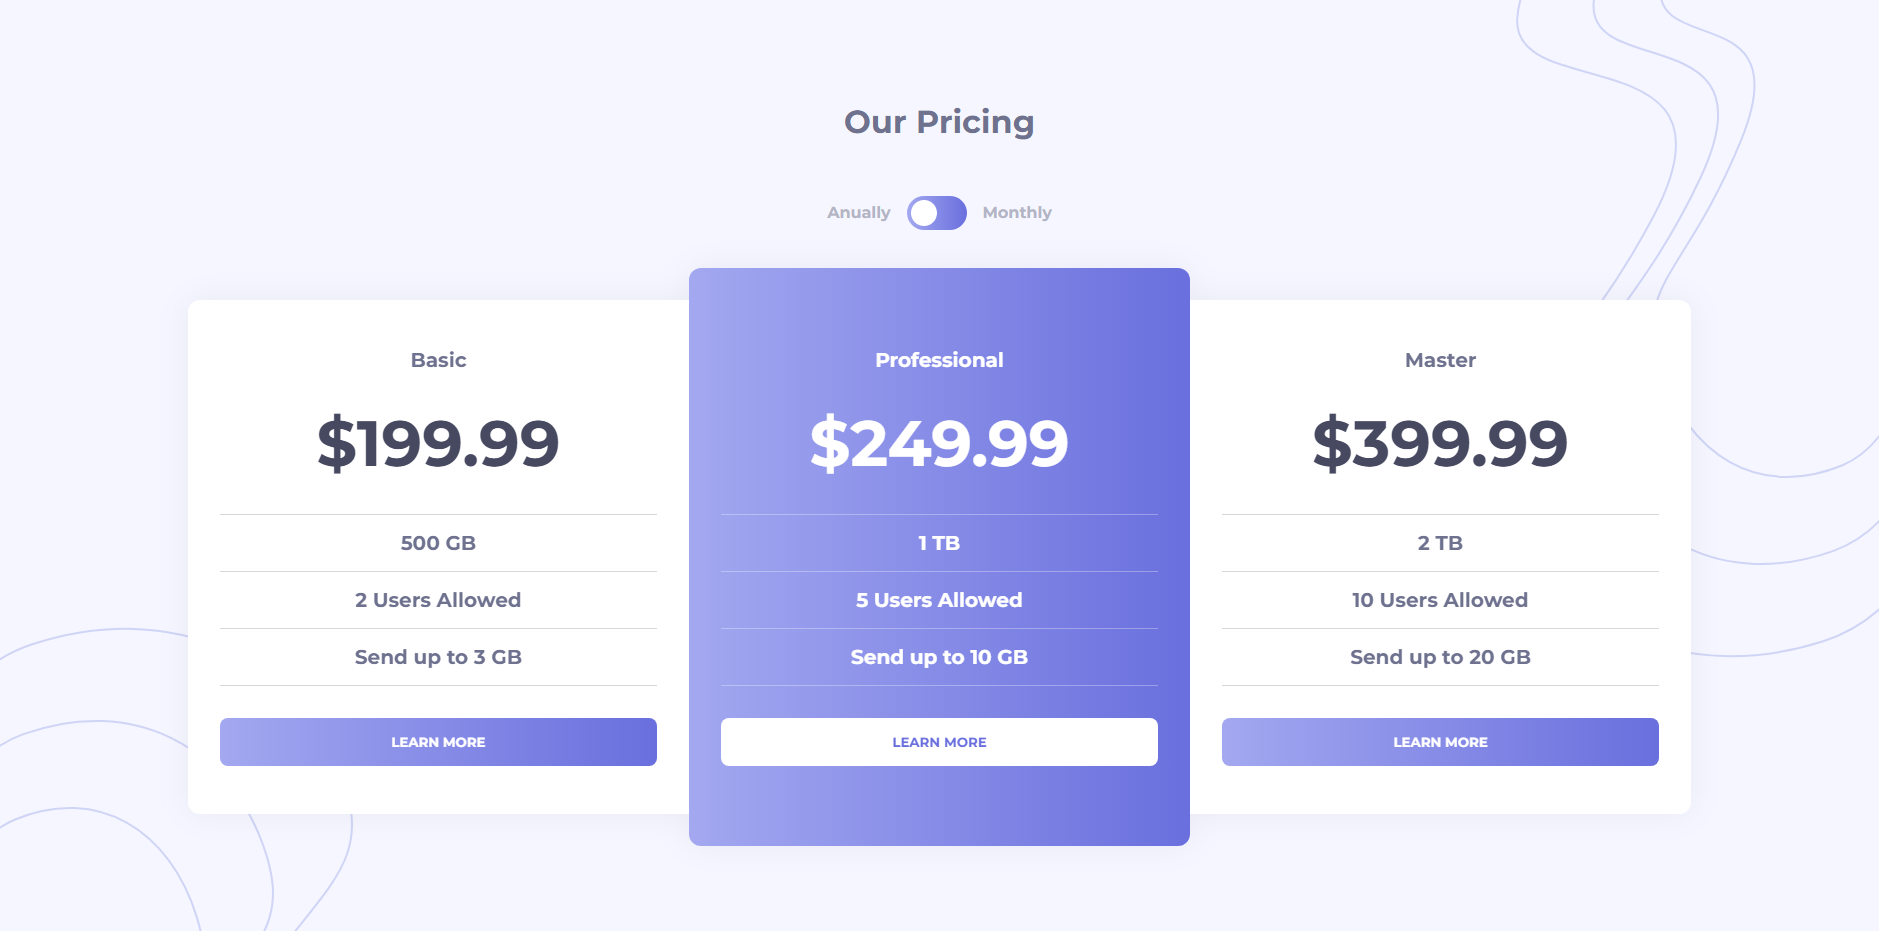 Our Pricing
Anually Monthly
Basic
$199.99
500 GB
2 Users Allowed
Send up to 3 GB
LEARN MORE
Professional
$249.99
1 TB
5 Users Allowed
Send up to 10 GB
LEARN MORE
Master
$399.99
2 TB
10 Users Allowed
Send up to 20 GB
LEARN MORE